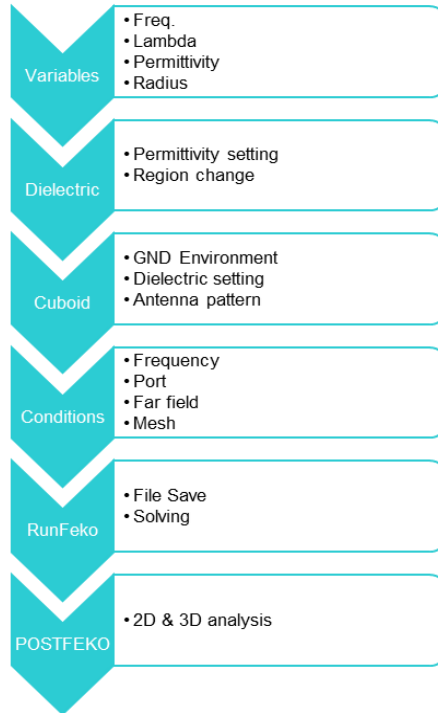 Variables
• Freq.
• Lambda
• Permittivity
• Radius
Dielectric
• Permittivity setting
• Region change
Cuboid
• GND Environment
• Dielectric setting
• Antenna pattern
Conditions
• Frequency
• Port
• Far field
• Mesh
RunFeko
• File Save
• Solving
POSTFEKO
• 2D & 3D analysis